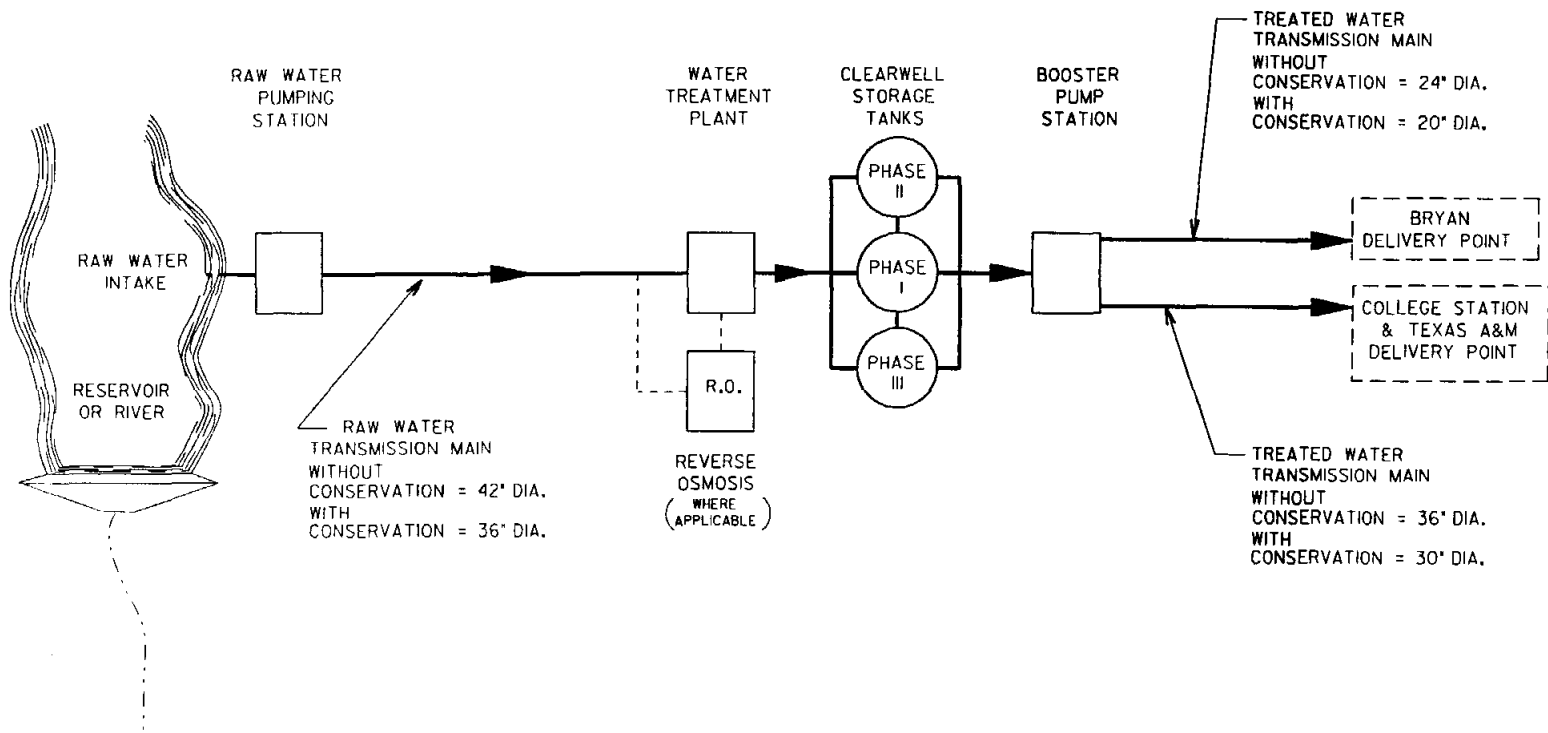 RAW WATER
PUMPING
STATION
WATER
TREATMENT
PLANT
CLEARWELL
STORAGE
TANKS
BOOSTER
PUMP
STATION
TREATED WATER
TRANSMISSION MAIN
WITHOUT
CONSERVATION = 24" DIA.
WITH
CONSERVATION = 20" DIA.
PHASE
II
PHASE
I
PHASE
III
BRYAN
DELIVERY POINT
COLLEGE STATION
& TEXAS A&M
DELIVERY POINT
RAW WATER
INTAKE
RESERVOIR
OR RIVER
RAW WATER
TRANSMISSION MAIN
WITHOUT
CONSERVATION = 42" DIA.
WITH
CONSERVATION = 36" DIA.
R.O.
REVERSE
OSMOSIS
(WHERE
APPLICABLE)
TREATED WATER
TRANSMISSION MAIN
WITHOUT
CONSERVATION = 36" DIA.
WITH
CONSERVATION = 30" DIA.